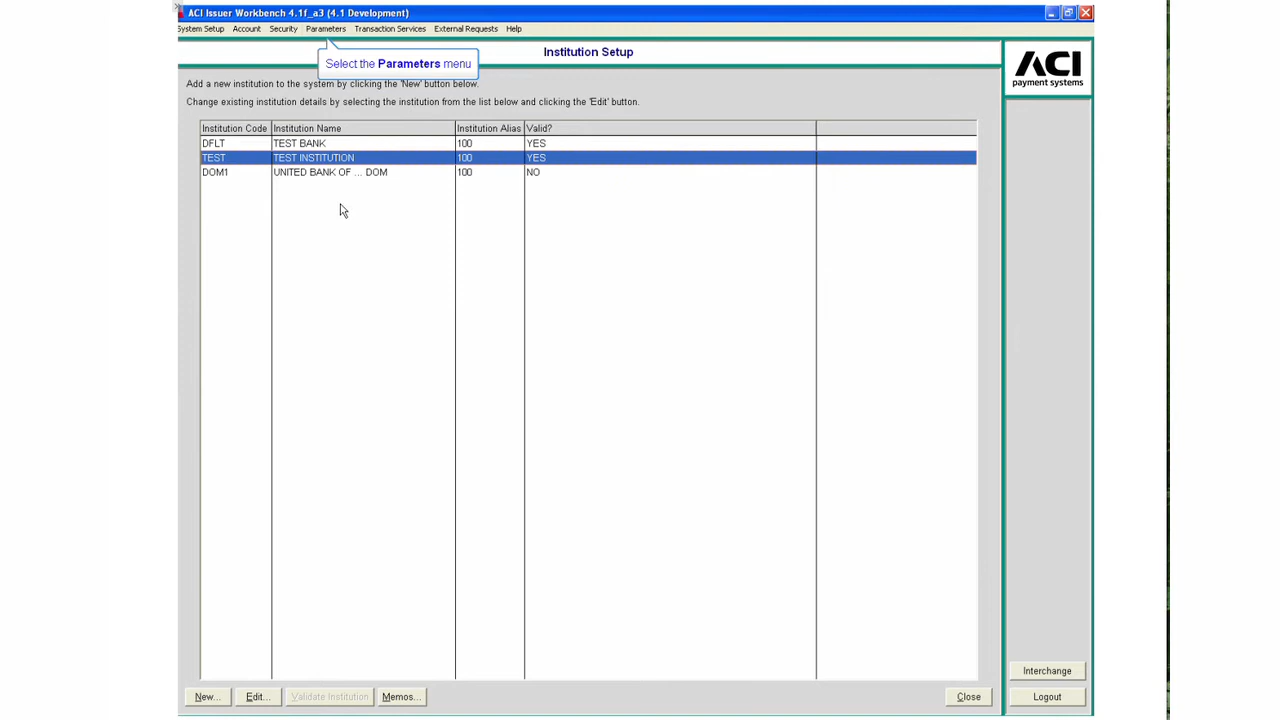 ACI Issuer Workbench 4.1f_a3 (4.1 Development)
System Setup Account Security Parameters Transaction Services External Requests Help
Select the Parameters menu
Institution Setup
ACI
payment systems
Add a new institution to the system by clicking the 'New' button below.
Change existing institution details by selecting the institution from the list below and clicking the 'Edit' button.
Institution Code Institution Name Institution Alias Valid?
DFLT TEST BANK 100 YES
TEST TEST INSTITUTION 100 YES
DOM1 UNITED BANK OF ... DOM 100 NO
Interchange
New... Edit... Validate Institution Memos... Close Logout